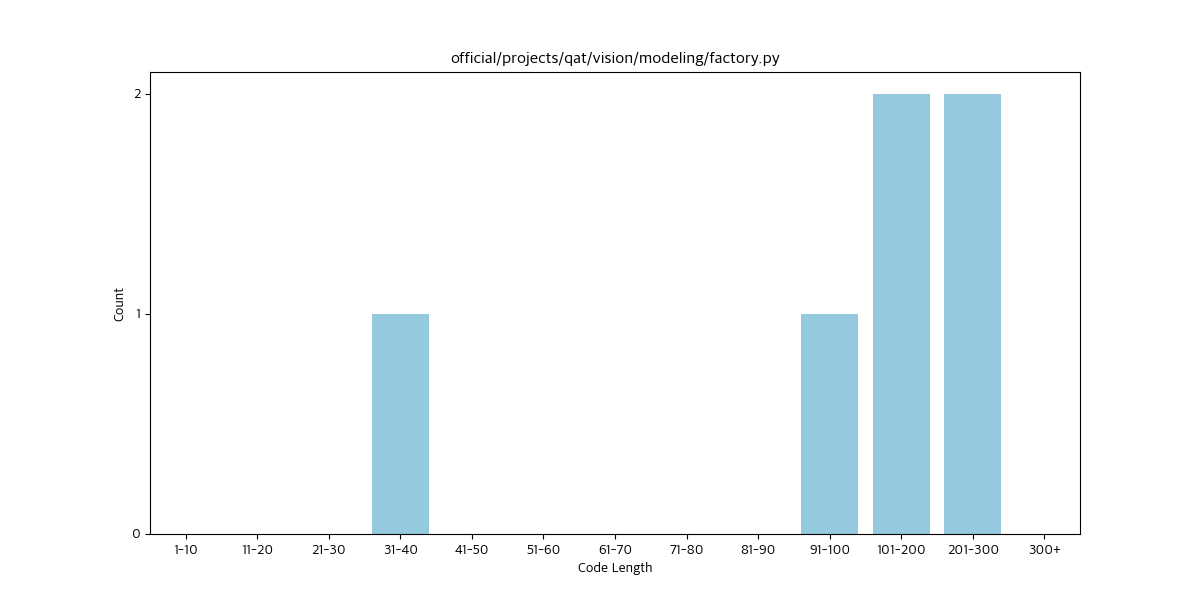 official/projects/qat/vision/modeling/factory.py
2
1
0
Count
1-10 11-20 21-30 31-40 41-50 51-60 61-70 71-80 81-90 91-100 101-200 201-300 300+
Code Length